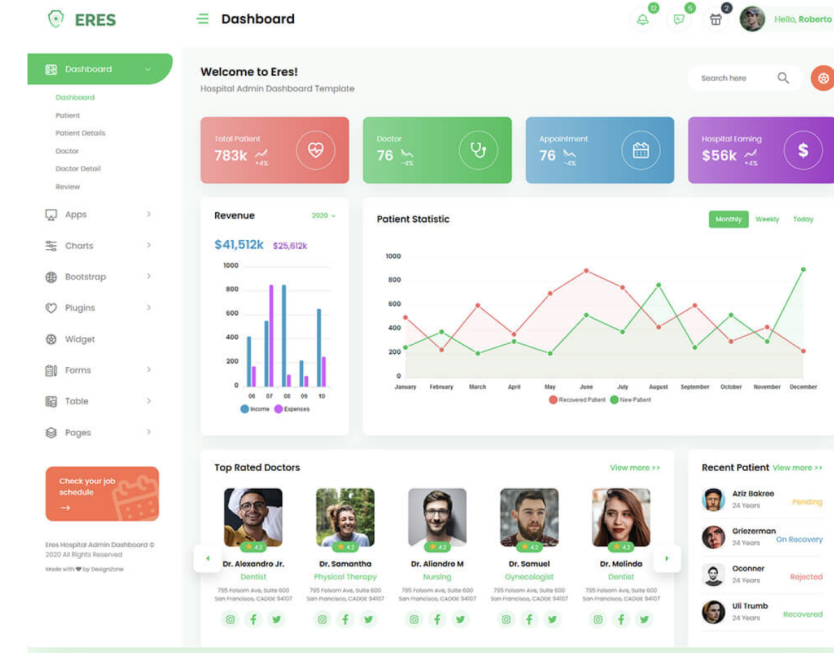 ERES
Dashboard
12
5
2
Hello, Roberto
Dashboard
Dashboard
Patient
Patient Details
Doctor
Doctor Detail
Review
Apps
Charts
Bootstrap
Plugins
Widget
Forms
Table
Pages
Check your job
schedule
Eres Hospital Admin Dashboard ©
2020 All Rights Reserved
Made with ❤ by DesignZone
Welcome to Eres!
Hospital Admin Dashboard Template
Search here
Total Patient
783k
+4%
Doctor
76
-4%
Appointment
76
-4%
Hospital Earning
$56k
+4%
$
Revenue
2020
$41,512k $25,612k
1000
800
600
400
200
0
06 07 08 09 10
Income Expenses
Patient Statistic
Monthly Weekly Today
1000
800
600
400
200
0
January February March April May June July August September October November December
Recovered Patient New Patient
Top Rated Doctors
View more >>
4.2 4.2 4.2 4.2 4.2
Dr. Alexandro Jr. Dr. Samantha Dr. Aliandro M Dr. Samuel Dr. Melinda
Dentist Physical Therapy Nursing Gynecologist Dentist
795 Folsom Ave, Suite 600 795 Folsom Ave, Suite 600 795 Folsom Ave, Suite 600 795 Folsom Ave, Suite 600 795 Folsom Ave, Suite 600
San Francisco, CADGE 94107 San Francisco, CADGE 94107 San Francisco, CADGE 94107 San Francisco, CADGE 94107 San Francisco, CADGE 94107
Recent Patient View more >>
Aziz Bakree
24 Years Pending
Griezerman
24 Years On Recovery
Oconner
24 Years Rejected
Uli Trumb
24 Years Recovered